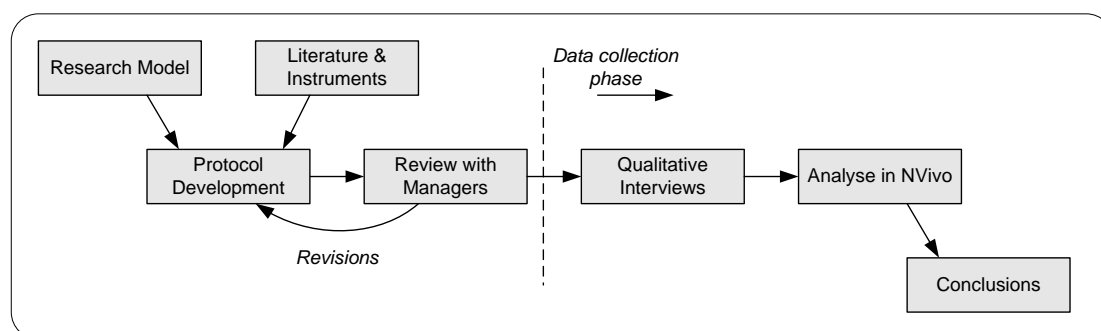 Research Model
Literature &
Instruments
Data collection
phase
Protocol
Development
Review with
Managers
Qualitative
Interviews
Analyse in NVivo
Revisions
Conclusions